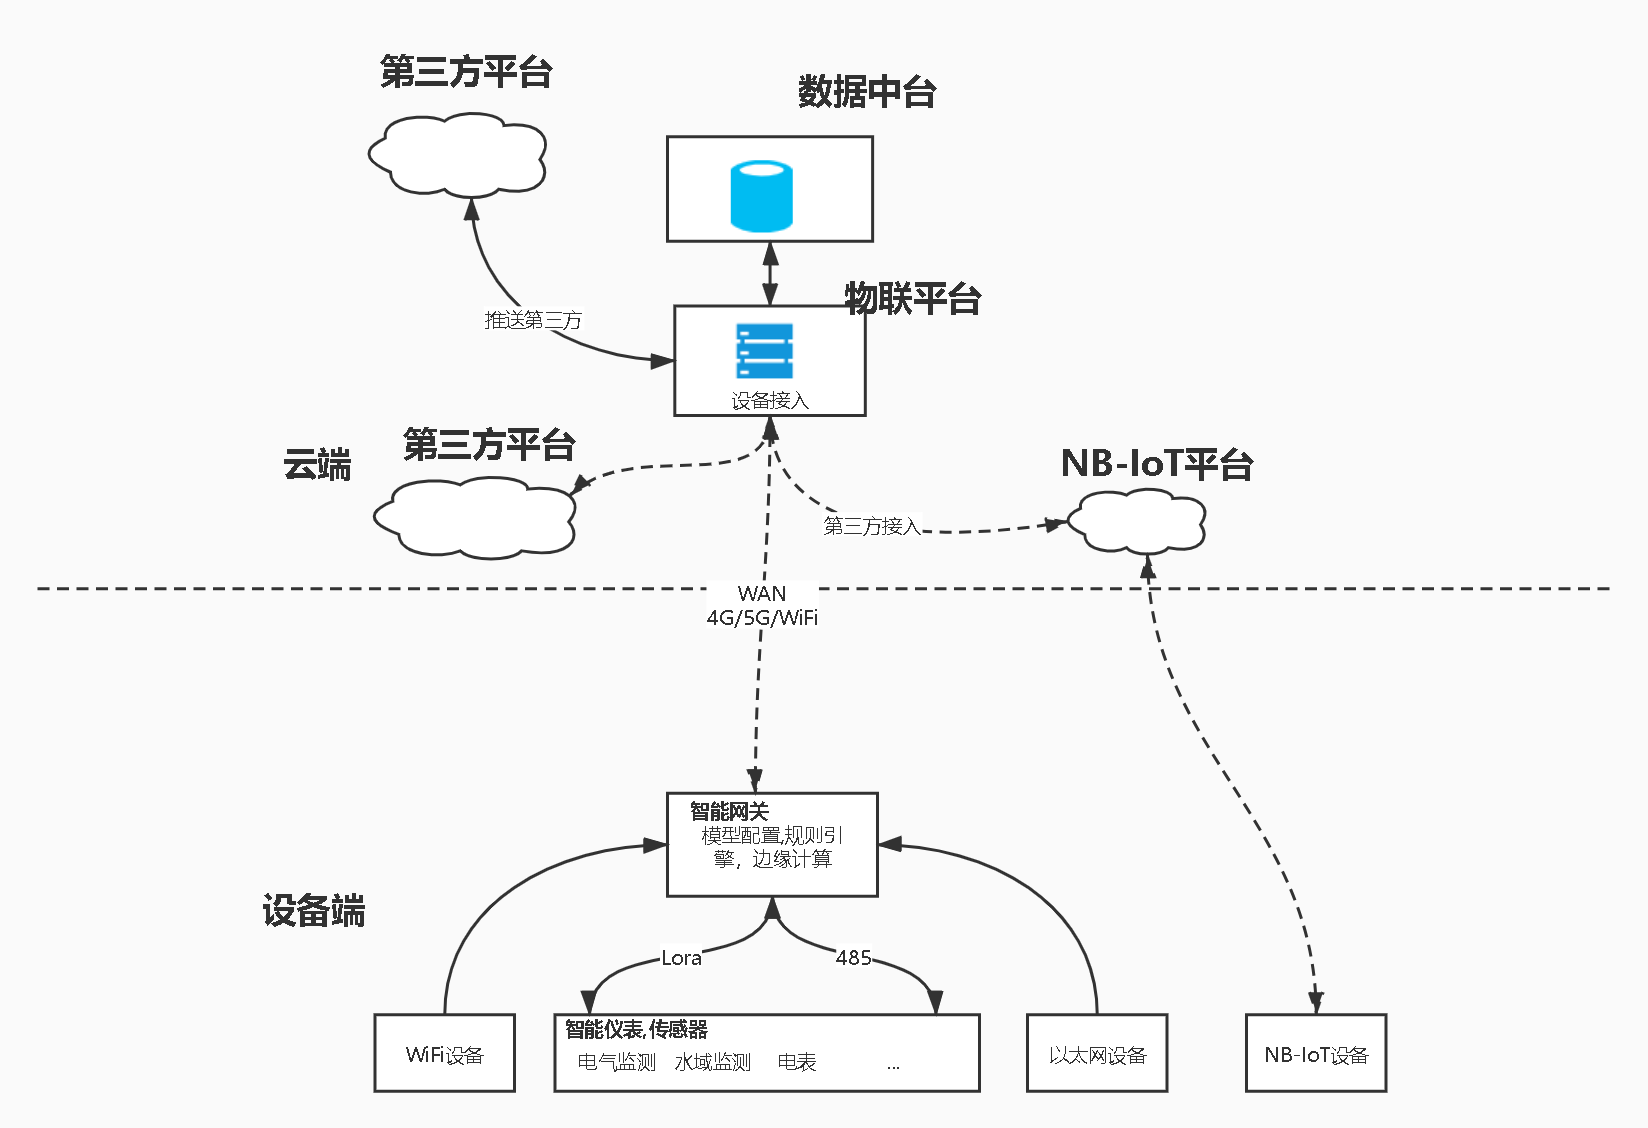 第三方平台
数据中台
物联平台
推送第三方
设备接入
第三方平台
云端
NB-IoT平台
第三方接入
WAN
4G/5G/WiFi
智能网关
模型配置,规则引
擎，边缘计算
设备端
Lora
485
WiFi设备
智能仪表,传感器
电气监测 水域监测 电表 ...
以太网设备
NB-IoT设备